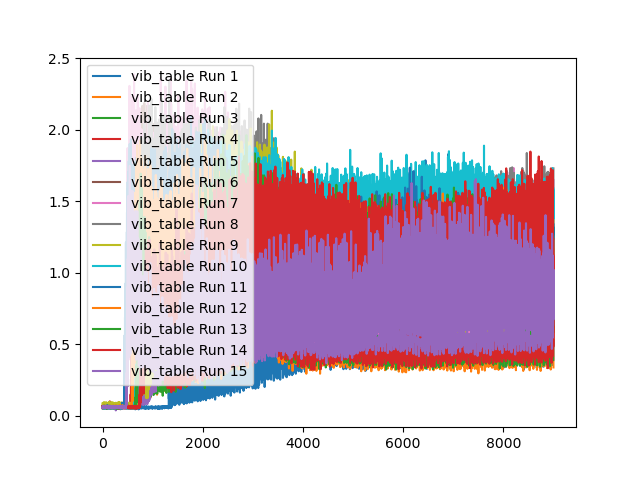 2.5
2.0
1.5
1.0
0.5
0.0
vib_table Run 1
vib_table Run 2
vib_table Run 3
vib_table Run 4
vib_table Run 5
vib_table Run 6
vib_table Run 7
vib_table Run 8
vib_table Run 9
vib_table Run 10
vib_table Run 11
vib_table Run 12
vib_table Run 13
vib_table Run 14
vib_table Run 15
0 2000 4000 6000 8000